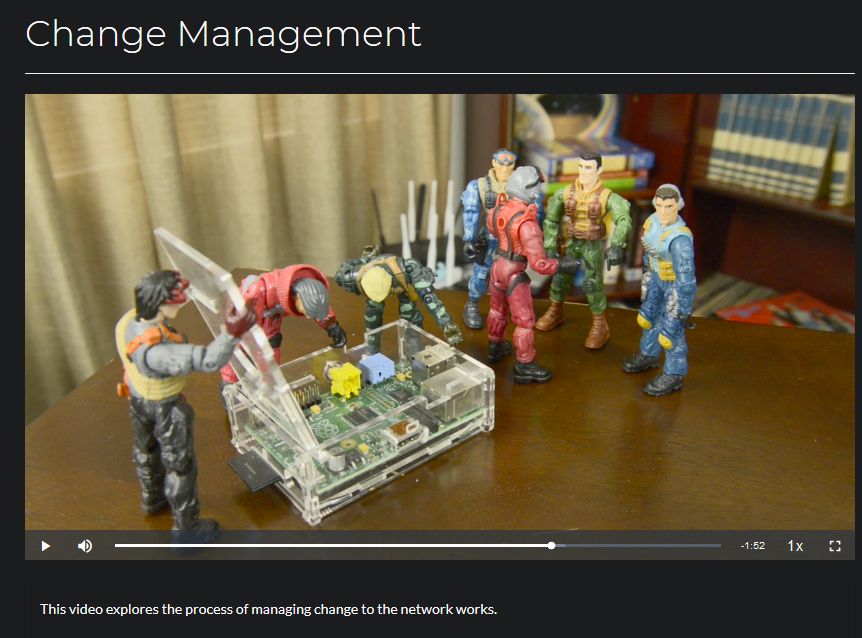 Change Management
-1:52
1x
This video explores the process of managing change to the network works.